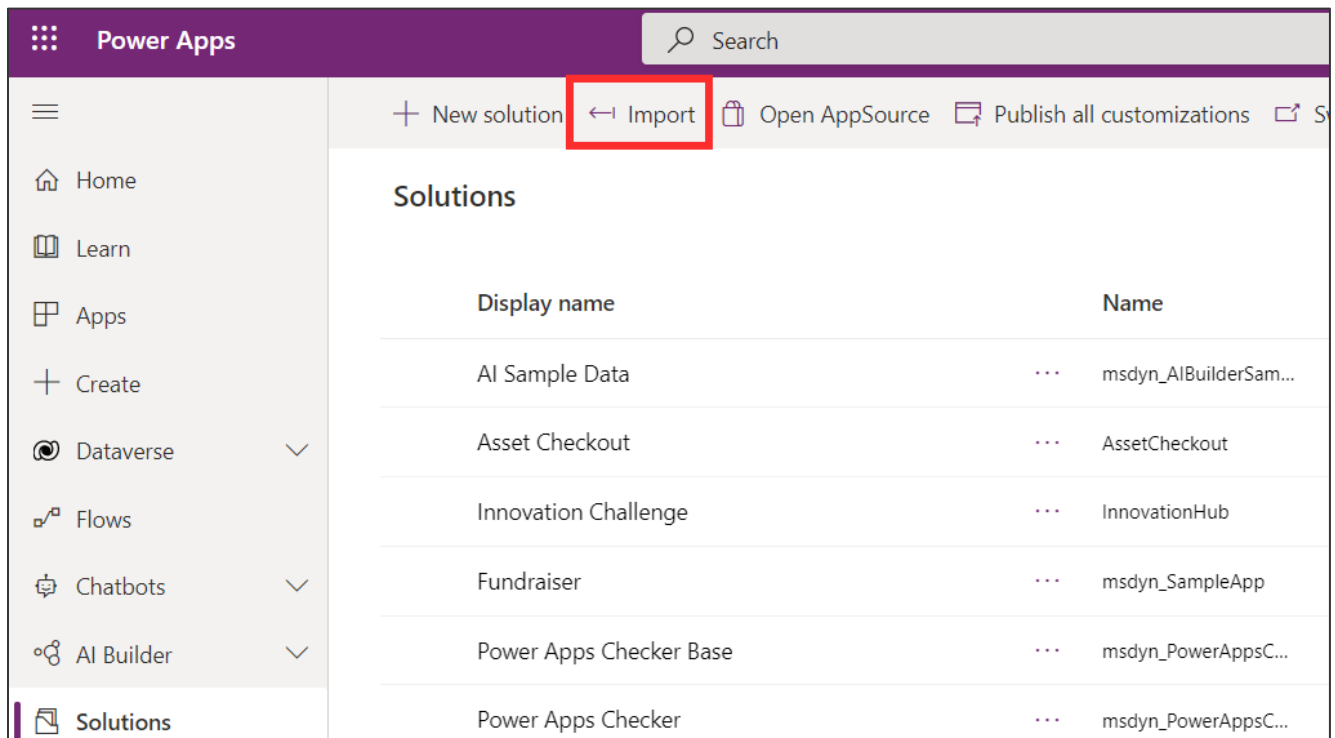 Power Apps
Search
New solution
Import
Open AppSource
Publish all customizations
Home
Learn
Apps
Create
Dataverse
Flows
Chatbots
AI Builder
Solutions
Solutions
Display name
Name
AI Sample Data
... msdyn_AIBuilderSam...
Asset Checkout
... AssetCheckout
Innovation Challenge
... InnovationHub
Fundraiser
... msdyn_SampleApp
Power Apps Checker Base
... msdyn_PowerAppsC...
Power Apps Checker
... msdyn_PowerAppsC...